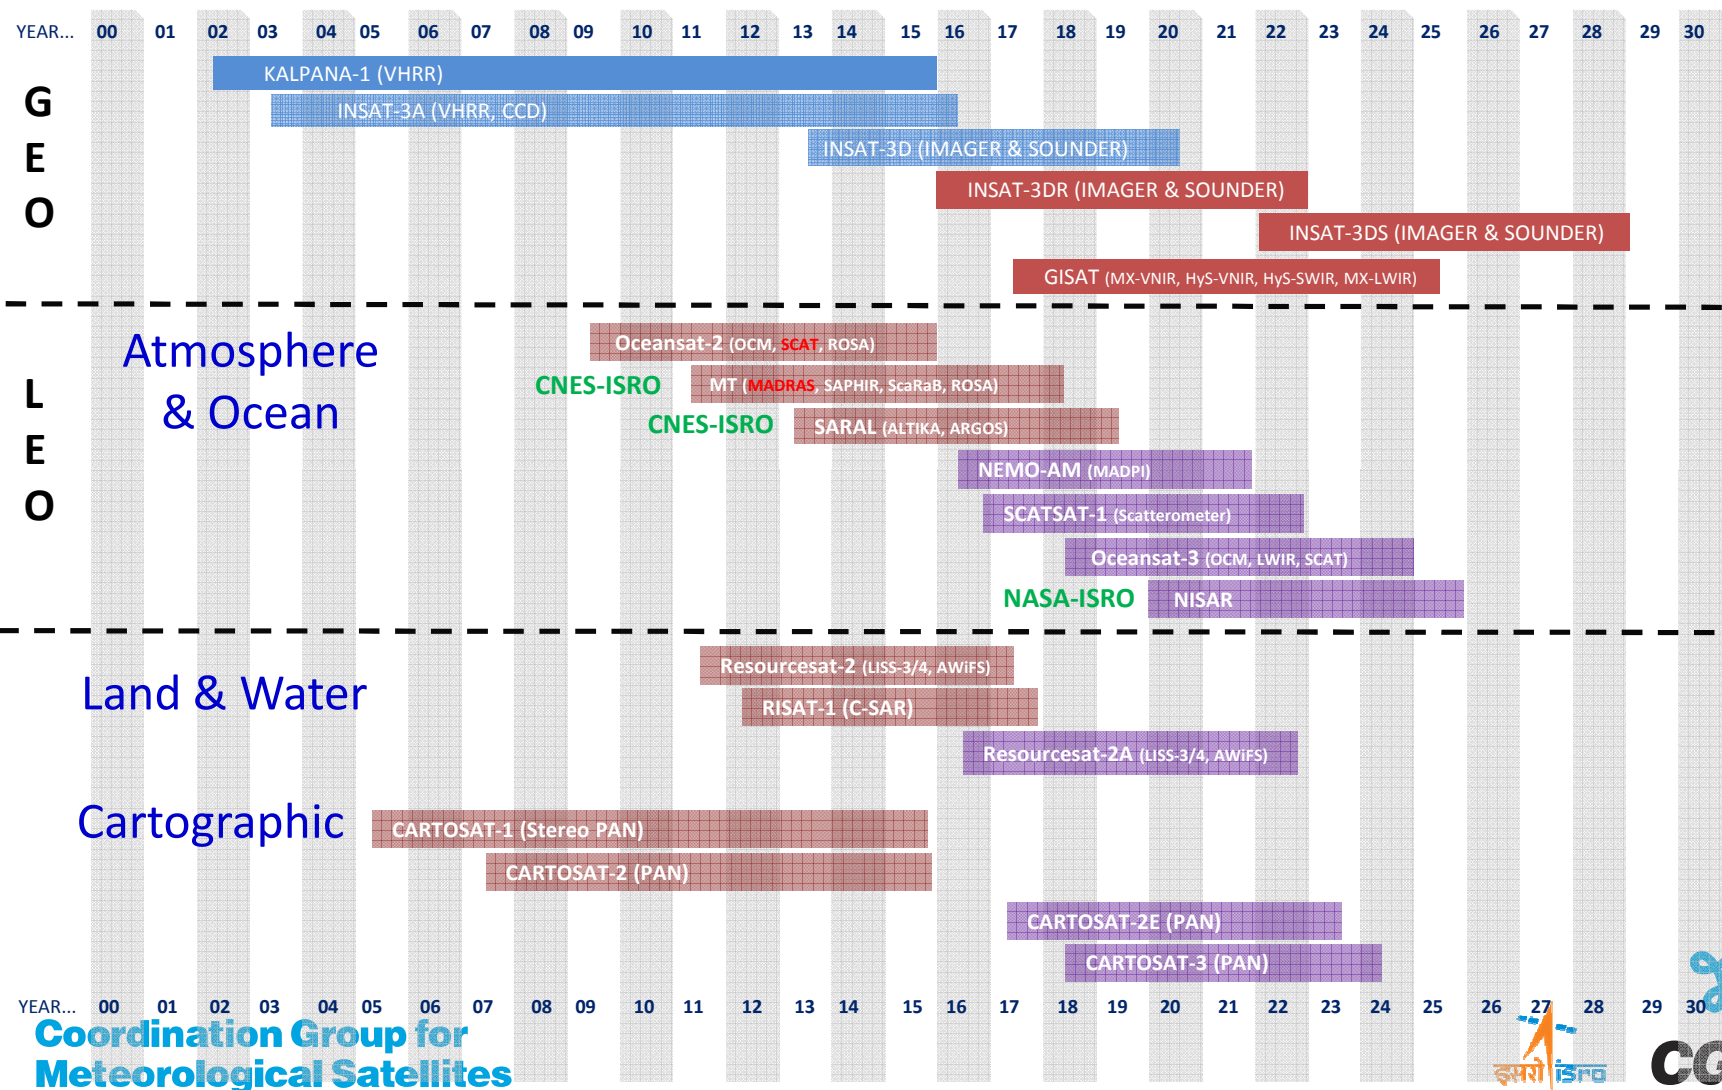 YEAR... 00 01 02 03 04 05 06 07 08 09 10 11 12 13 14 15 16 17 18 19 20 21 22 23 24 25 26 27 28 29 30
G
E
O
KALPANA-1 (VHRR)
INSAT-3A (VHRR, CCD)
INSAT-3D (IMAGER & SOUNDER)
INSAT-3DR (IMAGER & SOUNDER)
INSAT-3DS (IMAGER & SOUNDER)
GISAT (MX-VNIR, HyS-VNIR, HyS-SWIR, MX-LWIR)
L
E
O
Atmosphere
& Ocean
Oceansat-2 (OCM, SCAT, ROSA)
CNES-ISRO MT (MADRAS, SAPHIR, ScaRaB, ROSA)
CNES-ISRO SARAL (ALTIKA, ARGOS)
NEMO-AM (MADPI)
SCATSAT-1 (Scatterometer)
Oceansat-3 (OCM, LWIR, SCAT)
NASA-ISRO NISAR
Land & Water
Resourcesat-2 (LISS-3/4, AWiFS)
RISAT-1 (C-SAR)
Resourcesat-2A (LISS-3/4, AWiFS)
Cartographic
CARTOSAT-1 (Stereo PAN)
CARTOSAT-2 (PAN)
CARTOSAT-2E (PAN)
CARTOSAT-3 (PAN)
YEAR... 00 01 02 03 04 05 06 07 08 09 10 11 12 13 14 15 16 17 18 19 20 21 22 23 24 25 26 27 28 29 30
Coordination Group for
Meteorological Satellites
इसरो isro
CG